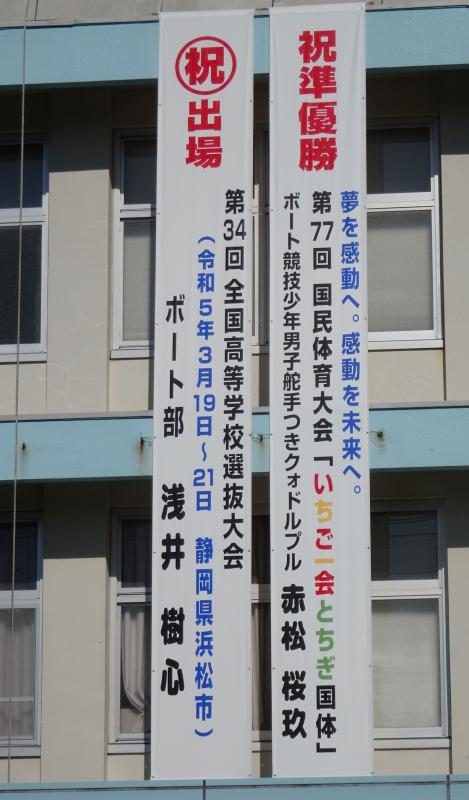 祝準優勝
夢を感動へ。感動を未来へ。
第77回 国民体育大会「いちご一会とちぎ国体」
ボート競技少年男子舵手つきクォドルプル 赤松 桜玖
祝 出場
第34回 全国高等学校選抜大会
(令和5年3月19日~21日 静岡県浜松市)
ボート部 浅井 樹心